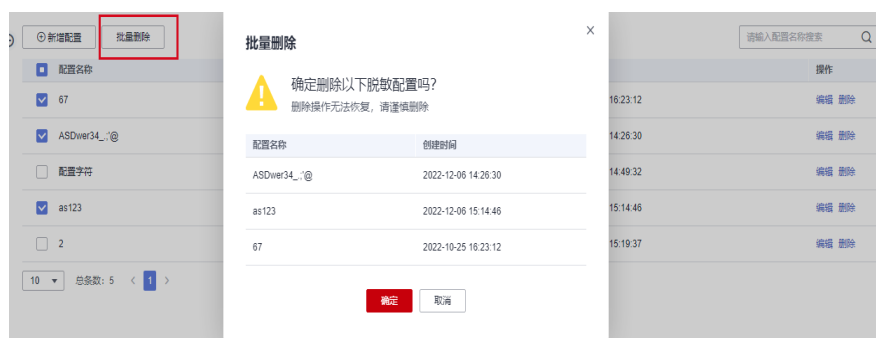 新增配置
批量删除
请输入配置名称搜索
配置名称
操作
67
16:23:12
编辑 删除
ASDwer34_.:'@
14:26:30
编辑 删除
配置字符
14:49:32
编辑 删除
as123
15:14:46
编辑 删除
2
15:19:37
编辑 删除
10
总条数: 5
1
批量删除
确定删除以下脱敏配置吗?
删除操作无法恢复，请谨慎删除
配置名称
创建时间
ASDwer34_.:'@
2022-12-06 14:26:30
as123
2022-12-06 15:14:46
67
2022-10-25 16:23:12
确定
取消